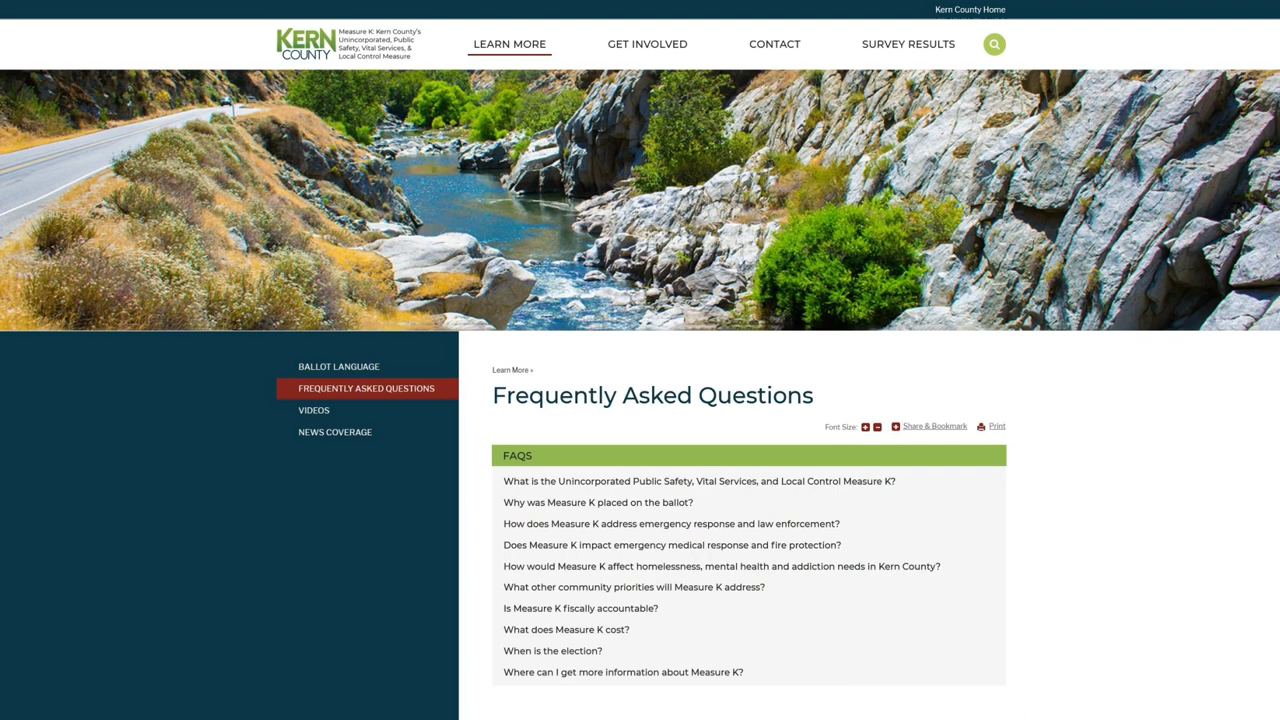 Kern County Home
KERN
COUNTY
Measure K: Kern County's
Unincorporated, Public
Safety, Vital Services, &
Local Control Measure
LEARN MORE
GET INVOLVED
CONTACT
SURVEY RESULTS
BALLOT LANGUAGE
FREQUENTLY ASKED QUESTIONS
VIDEOS
NEWS COVERAGE
Learn More »
Frequently Asked Questions
Font Size: + - + Share & Bookmark Print
FAQS
What is the Unincorporated Public Safety, Vital Services, and Local Control Measure K?
Why was Measure K placed on the ballot?
How does Measure K address emergency response and law enforcement?
Does Measure K impact emergency medical response and fire protection?
How would Measure K affect homelessness, mental health and addiction needs in Kern County?
What other community priorities will Measure K address?
Is Measure K fiscally accountable?
What does Measure K cost?
When is the election?
Where can I get more information about Measure K?